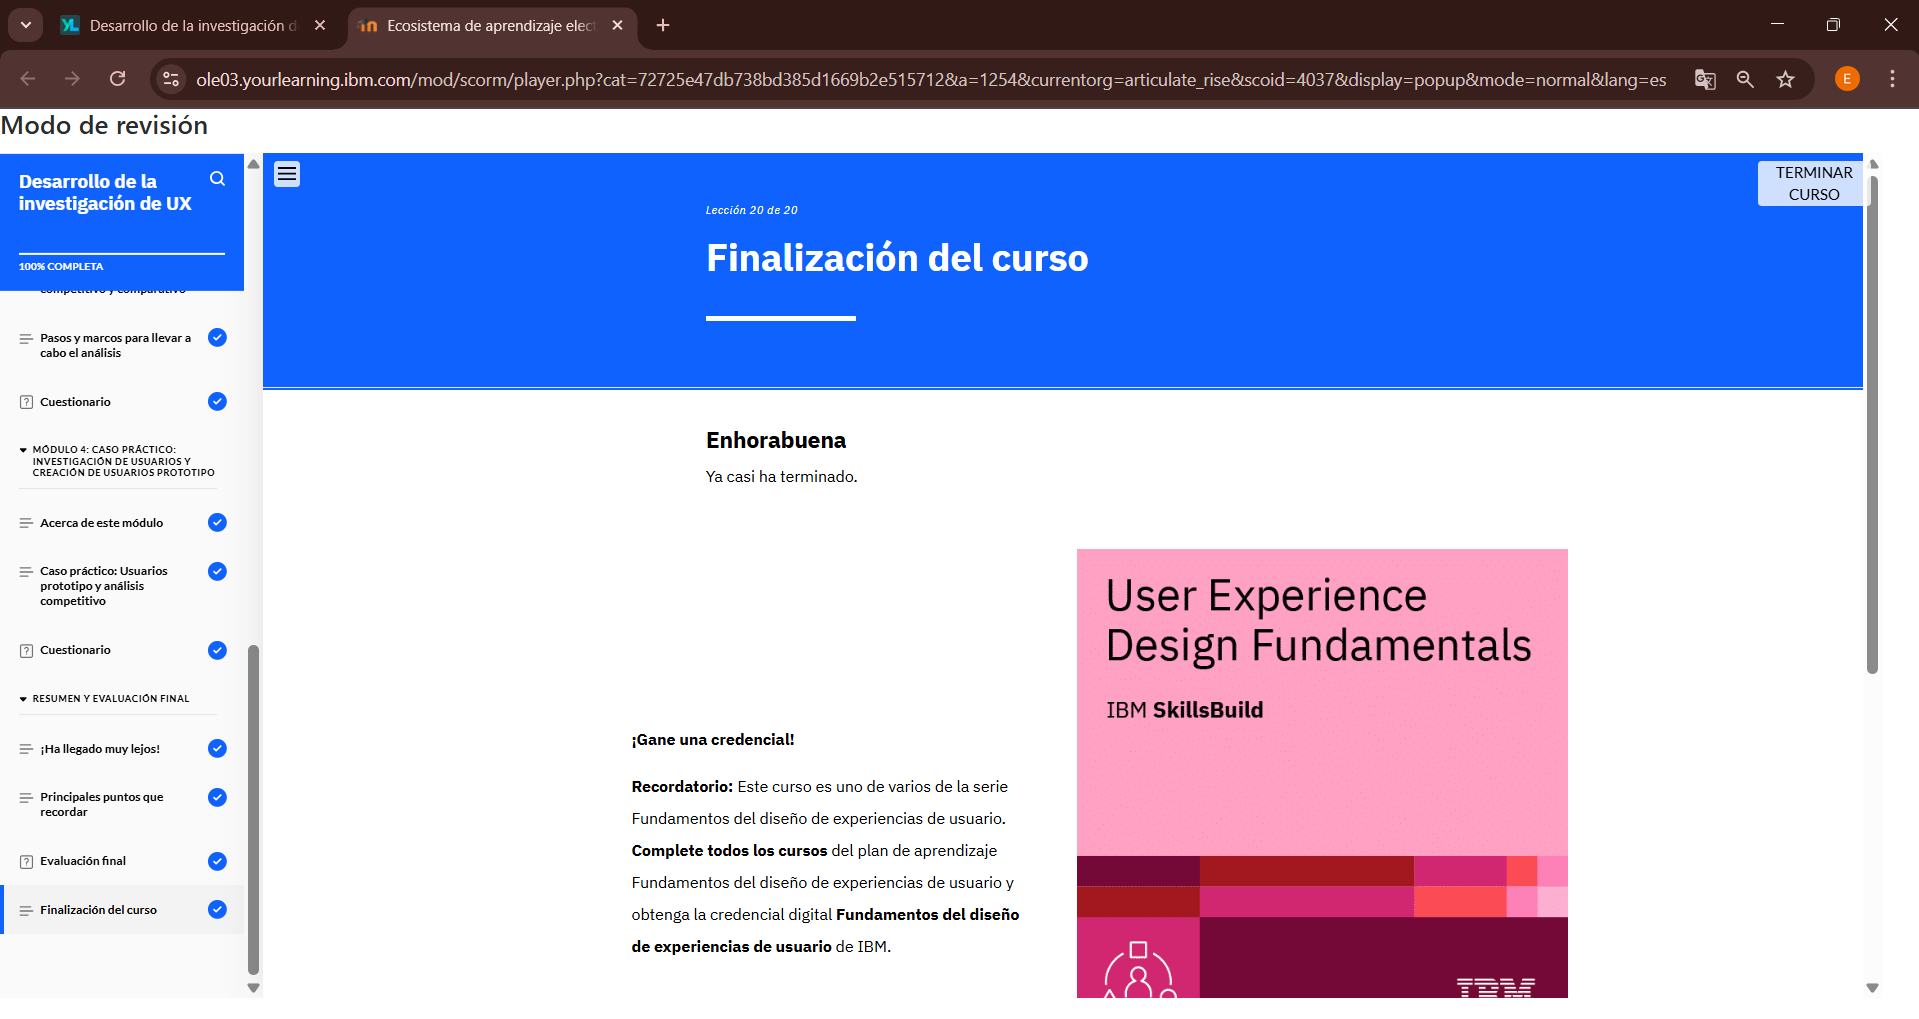 Desarrollo de la investigación d
Ecosistema de aprendizaje elec
ole03.yourlearning.ibm.com/mod/scorm/player.php?cat=72725e47db738bd385d1669b2e515712&a=1254&currentorg=articulate_rise&scoid=4037&display=popup&mode=normal&lang=es
E
Modo de revisión
Desarrollo de la
investigación de UX
100% COMPLETA
competitivo y comparativo
Pasos y marcos para llevar a
cabo el análisis
Cuestionario
MÓDULO 4: CASO PRÁCTICO:
INVESTIGACIÓN DE USUARIOS Y
CREACIÓN DE USUARIOS PROTOTIPO
Acerca de este módulo
Caso práctico: Usuarios
prototipo y análisis
competitivo
Cuestionario
RESUMEN Y EVALUACIÓN FINAL
¡Ha llegado muy lejos!
Principales puntos que
recordar
Evaluación final
Finalización del curso
TERMINAR
CURSO
Lección 20 de 20
Finalización del curso
Enhorabuena
Ya casi ha terminado.
¡Gane una credencial!
Recordatorio: Este curso es uno de varios de la serie
Fundamentos del diseño de experiencias de usuario.
Complete todos los cursos del plan de aprendizaje
Fundamentos del diseño de experiencias de usuario y
obtenga la credencial digital Fundamentos del diseño
de experiencias de usuario de IBM.
User Experience
Design Fundamentals
IBM SkillsBuild
IBM